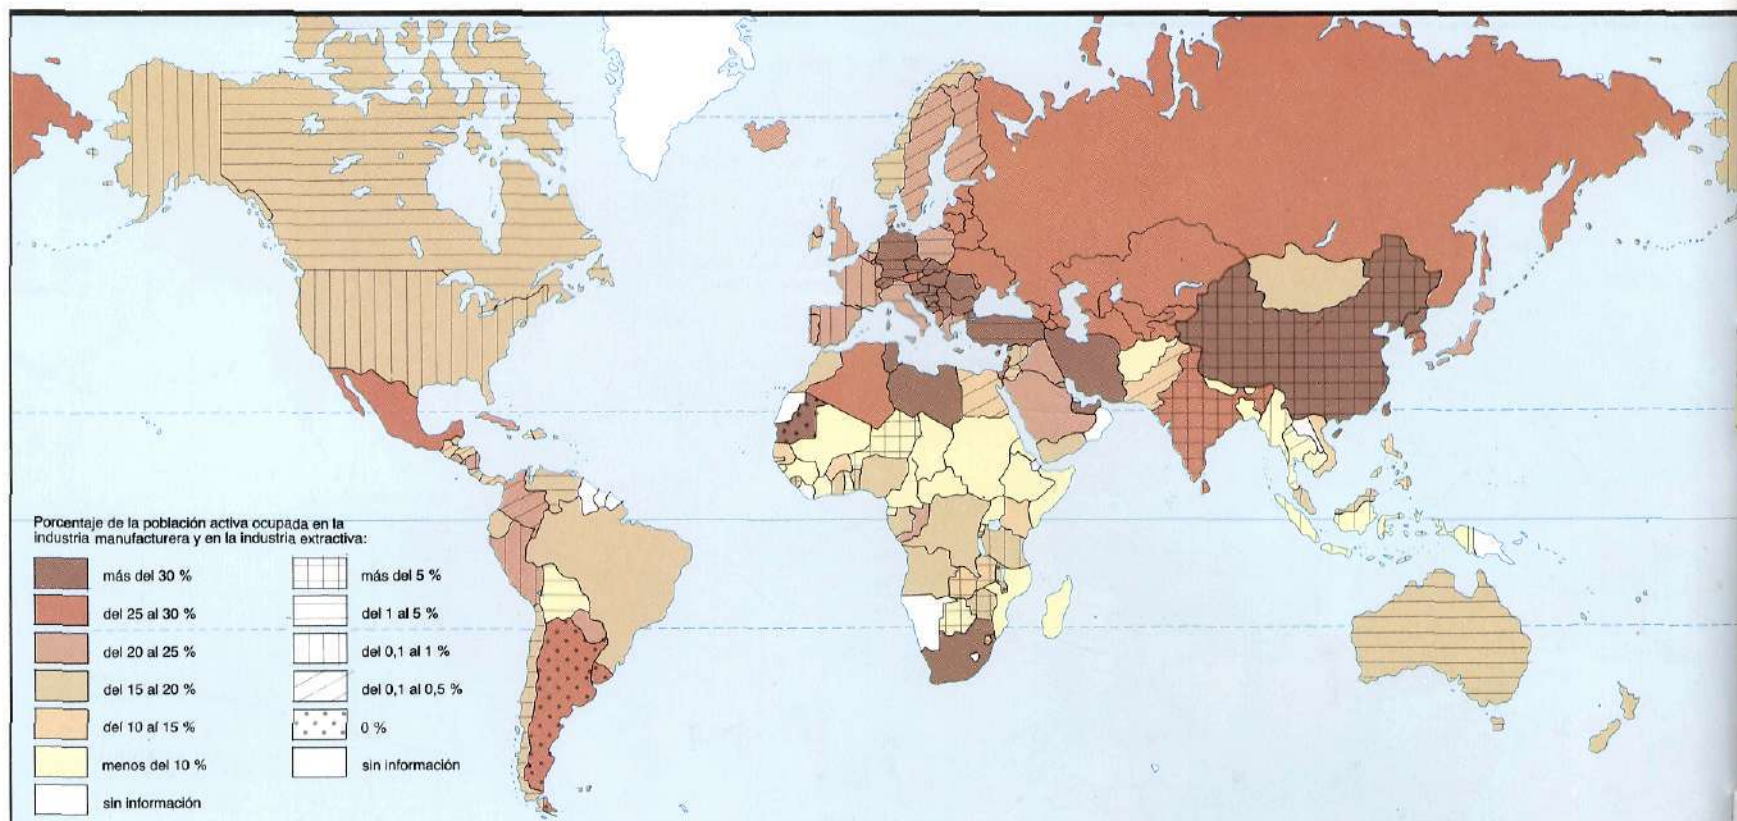 Porcentaje de la población activa ocupada en la
industria manufacturera y en la industria extractiva:
más del 30 %
del 25 al 30 %
del 20 al 25 %
del 15 al 20 %
del 10 al 15 %
menos del 10 %
sin información
más del 5 %
del 1 al 5 %
del 0,1 al 1 %
del 0,1 al 0,5 %
0 %
sin información